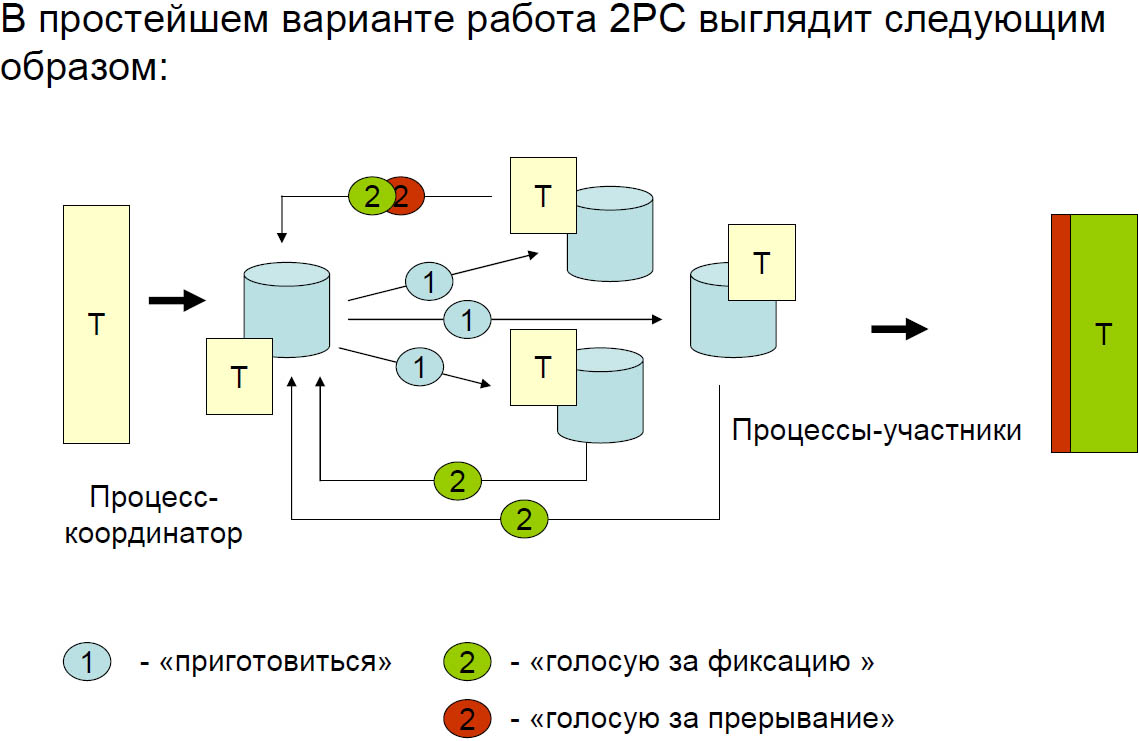 В простейшем варианте работа 2PC выглядит следующим
образом:
2 2
T
T
1
T
1
T
T
1
T
T
Процессы-участники
2
Процесс-
координатор
2
1 - «приготовиться»
2 - «голосую за фиксацию »
2 - «голосую за прерывание»